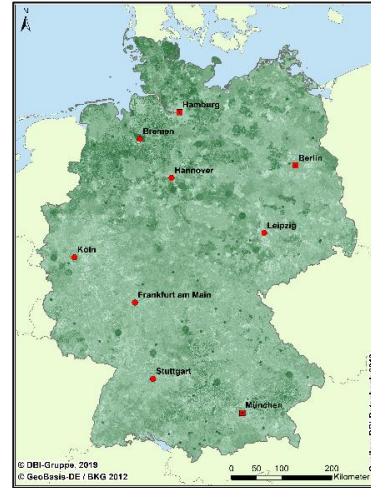 N
Hamburg
Bremen
Berlin
Hannover
Leipzig
Köln
Frankfurt am Main
Stuttgart
München
© DBI-Gruppe, 2019
© GeoBasis-DE / BKG 2012
0 50 100 200
Kilometer